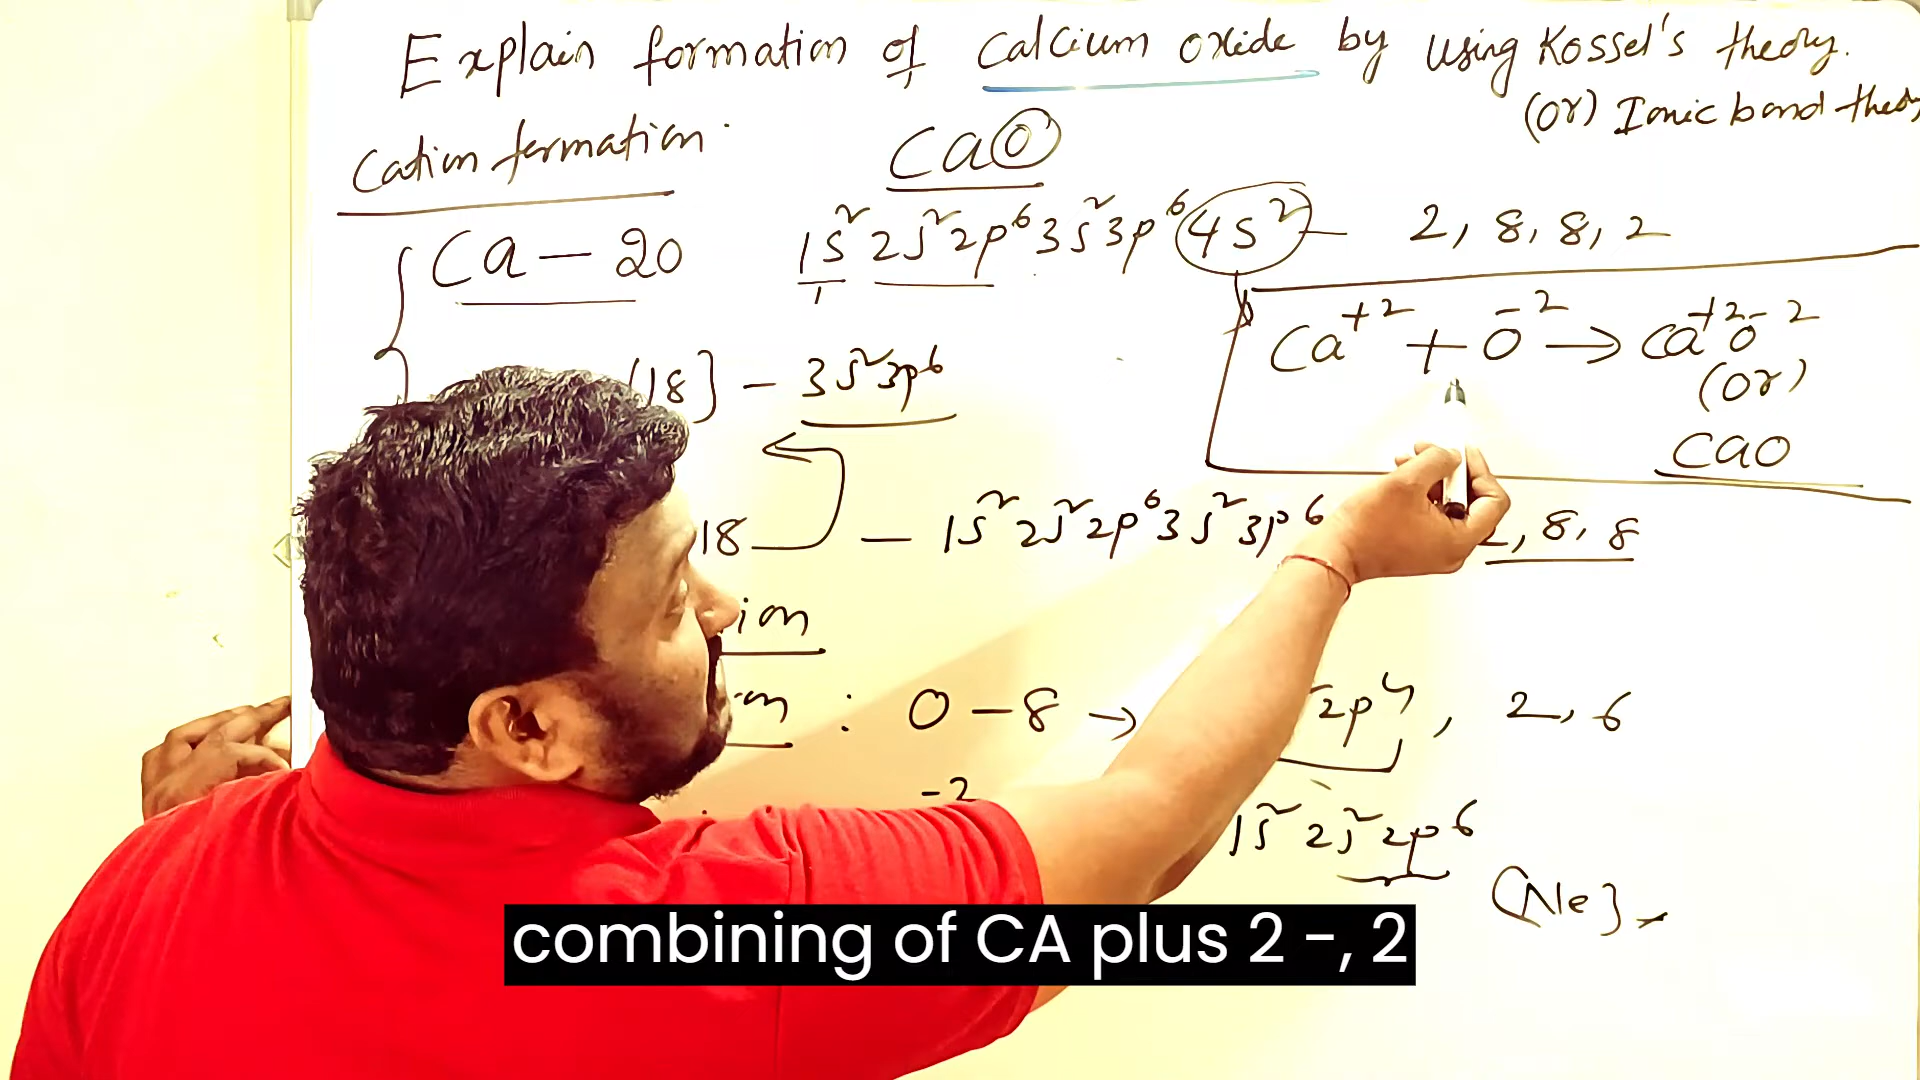 Explain formation of Calcium oxide by using Kossel's theory.
(or) Ionic bond
Cation formation
CaO
Ca — 20 1s² 2s² 2p⁶ 3s² 3p⁶ 4s² — 2, 8, 8, 2
Ca⁺² + O⁻² → Ca⁺²O⁻²
(or)
CaO
18] — 3s² 3p⁶
18 — 1s² 2s² 2p⁶ 3s² 3p⁶ 2, 8, 8
: O — 8 → 2p⁴, 2, 6
-2
1s² 2s² 2p⁶
(Ne]
combining of CA plus 2 -, 2